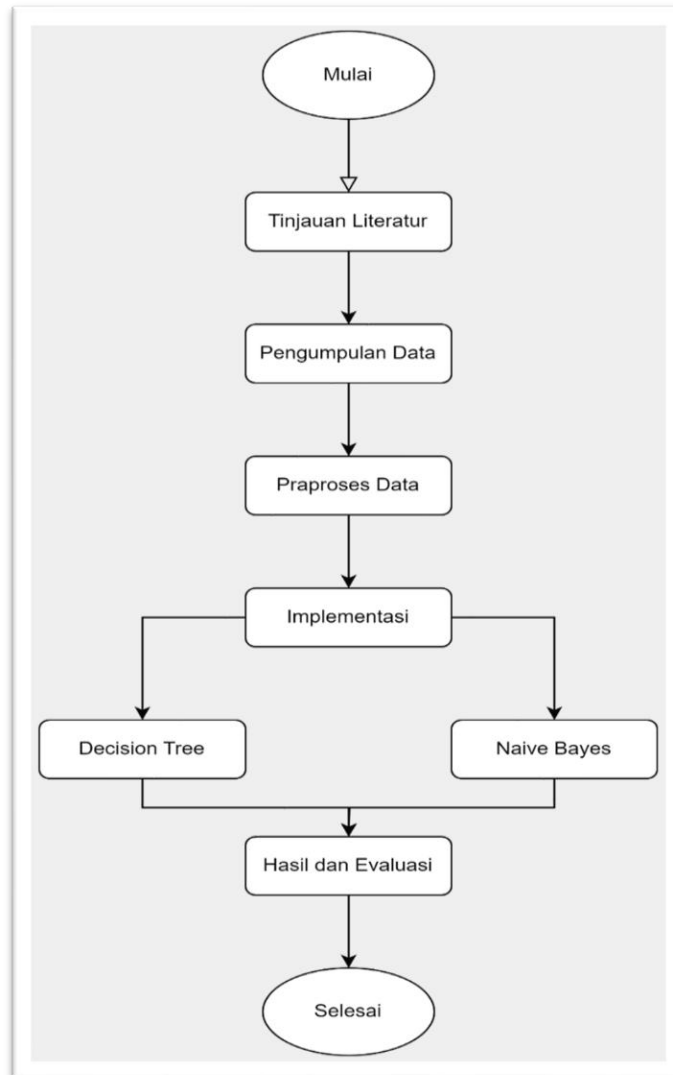 Mulai
Tinjauan Literatur
Pengumpulan Data
Praproses Data
Implementasi
Decision Tree
Naive Bayes
Hasil dan Evaluasi
Selesai